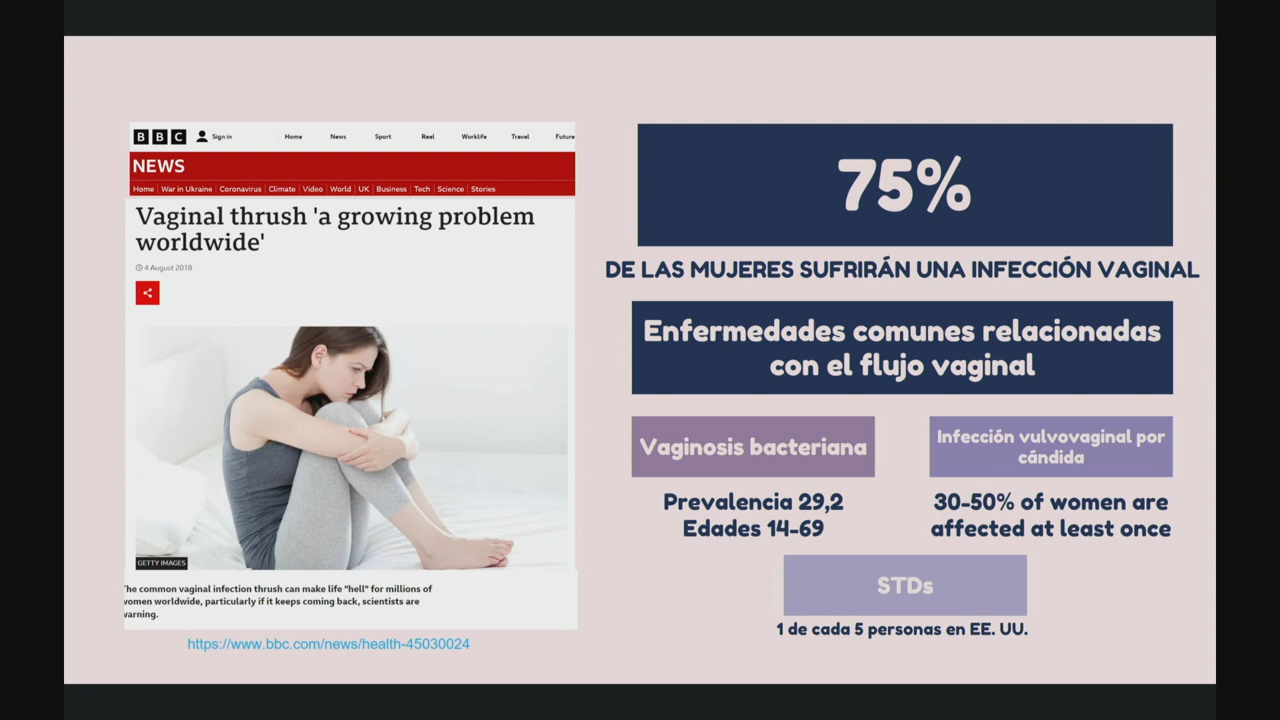 BBC Sign in Home News Sport Reel Worklife Travel Future
NEWS
Home War in Ukraine Coronavirus Climate Video World UK Business Tech Science Stories
Vaginal thrush 'a growing problem
worldwide'
4 August 2018
GETTY IMAGES
The common vaginal infection thrush can make life "hell" for millions of
women worldwide, particularly if it keeps coming back, scientists are
warning.
https://www.bbc.com/news/health-45030024
75%
DE LAS MUJERES SUFRIRÁN UNA INFECCIÓN VAGINAL
Enfermedades comunes relacionadas
con el flujo vaginal
Vaginosis bacteriana
Prevalencia 29,2
Edades 14-69
Infección vulvovaginal por
cándida
30-50% of women are
affected at least once
STDs
1 de cada 5 personas en EE. UU.